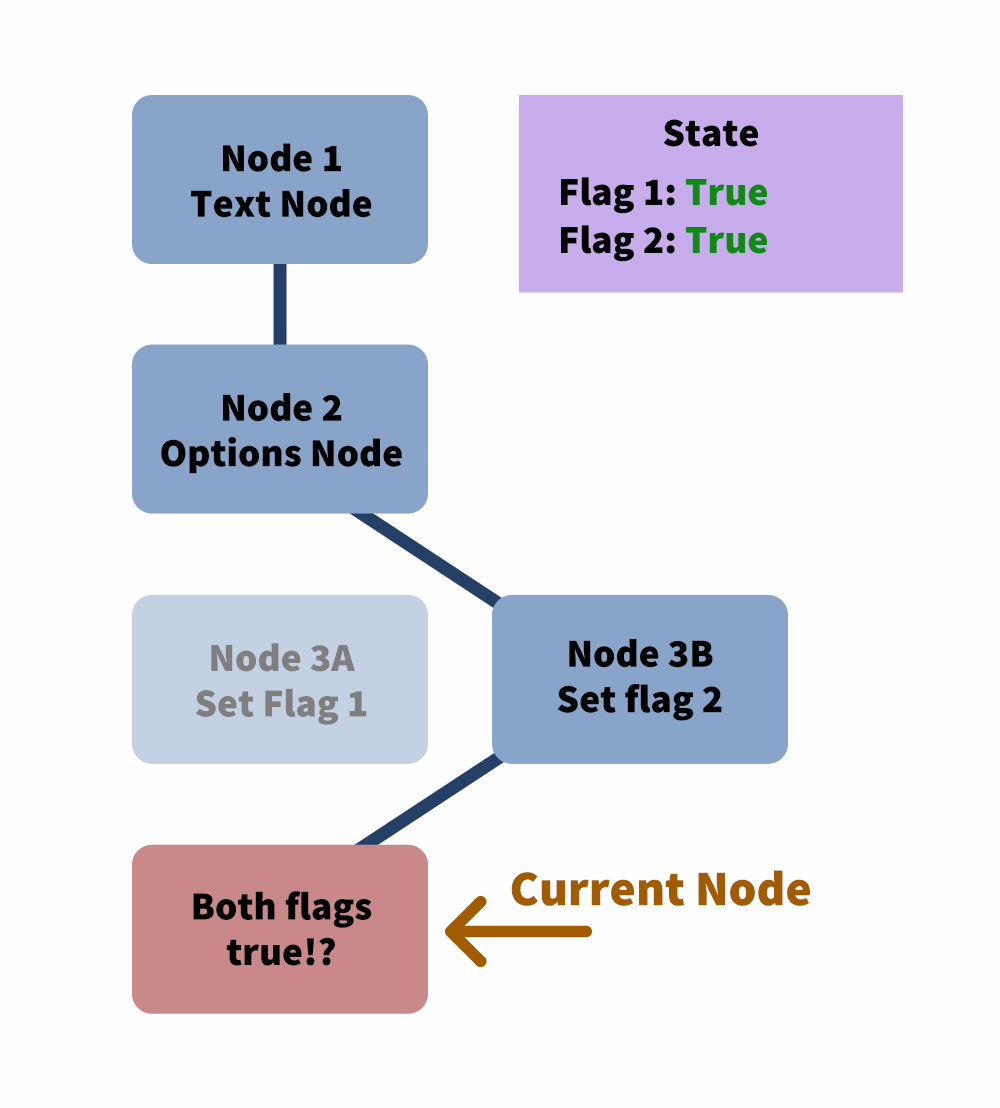 Node 1
Text Node
State
Flag 1: True
Flag 2: True
Node 2
Options Node
Node 3A
Set Flag 1
Node 3B
Set flag 2
Both flags
true!?
Current Node